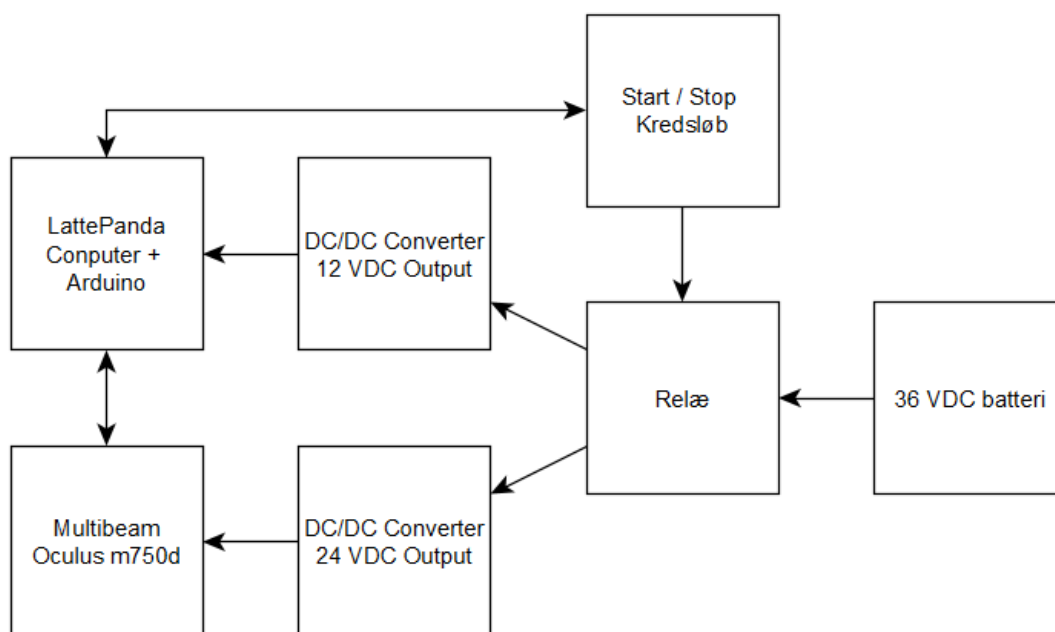 Start / Stop
Kredsløb
LattePanda
Conputer +
Arduino
DC/DC Converter
12 VDC Output
Relæ
36 VDC batteri
Multibeam
Oculus m750d
DC/DC Converter
24 VDC Output